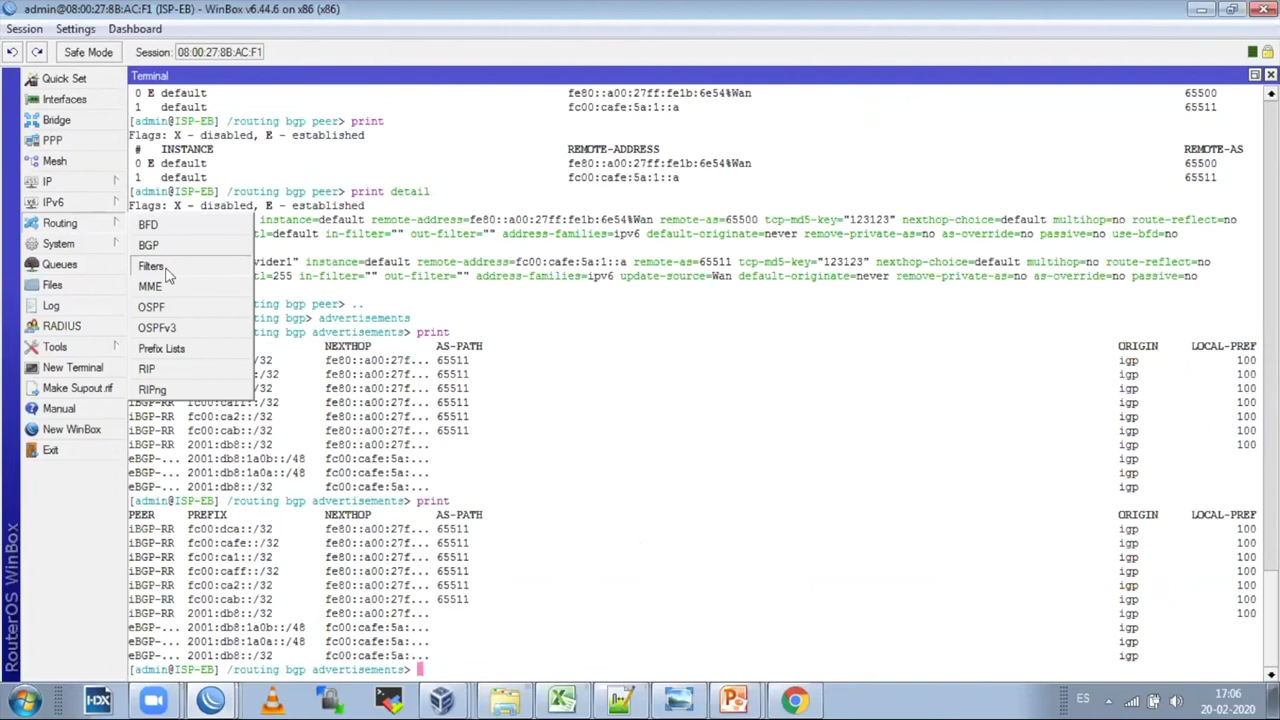 admin@08:00:27:8B:AC:F1 (ISP-EB) - WinBox v6.44.6 on x86 (x86)
Session Settings Dashboard
Safe Mode Session: 08:00:27:8B:AC:F1
Quick Set
Interfaces
Bridge
PPP
Mesh
IP
IPv6
Routing
System
Queues
Files
Log
RADIUS
Tools
New Terminal
Make Supout.rif
Manual
New WinBox
Exit
RouterOS WinBox
BFD
BGP
Filters
MME
OSPF
OSPFv3
Prefix Lists
RIP
RIPng
Terminal
0 E default fe80::a00:27ff:fe1b:6e54%Wan 65500
1 default fc00:cafe:5a:1::a 65511
[admin@ISP-EB] /routing bgp peer> print
Flags: X - disabled, E - established
# INSTANCE REMOTE-ADDRESS REMOTE-AS
0 E default fe80::a00:27ff:fe1b:6e54%Wan 65500
1 default fc00:cafe:5a:1::a 65511
[admin@ISP-EB] /routing bgp peer> print detail
Flags: X - disabled, E - established
instance=default remote-address=fe80::a00:27ff:fe1b:6e54%Wan remote-as=65500 tcp-md5-key="123123" nexthop-choice=default multihop=no route-reflect=no
tl=default in-filter="" out-filter="" address-families=ipv6 default-originate=never remove-private-as=no as-override=no passive=no use-bfd=no
vider1" instance=default remote-address=fc00:cafe:5a:1::a remote-as=65511 tcp-md5-key="123123" nexthop-choice=default multihop=yes route-reflect=no
tl=255 in-filter="" out-filter="" address-families=ipv6 update-source=Wan default-originate=never remove-private-as=no as-override=no passive=no
ting bgp peer> ..
ting bgp> advertisements
ting bgp advertisements> print
NEXTHOP AS-PATH ORIGIN LOCAL-PREF
/32 fe80::a00:27f... 65511 igp 100
::/32 fe80::a00:27f... 65511 igp 100
/32 fe80::a00:27f... 65511 igp 100
iBGP-RR fc00:caff::/32 fe80::a00:27f... 65511 igp 100
iBGP-RR fc00:ca2::/32 fe80::a00:27f... 65511 igp 100
iBGP-RR fc00:cab::/32 fe80::a00:27f... 65511 igp 100
iBGP-RR 2001:db8::/32 fe80::a00:27f... igp 100
eBGP-... 2001:db8:1a0b::/48 fc00:cafe:5a:... igp
eBGP-... 2001:db8:1a0a::/48 fc00:cafe:5a:... igp
eBGP-... 2001:db8::/32 fc00:cafe:5a:... igp
[admin@ISP-EB] /routing bgp advertisements> print
PEER PREFIX NEXTHOP AS-PATH ORIGIN LOCAL-PREF
iBGP-RR fc00:dca::/32 fe80::a00:27f... 65511 igp 100
iBGP-RR fc00:cafe::/32 fe80::a00:27f... 65511 igp 100
iBGP-RR fc00:ca1::/32 fe80::a00:27f... 65511 igp 100
iBGP-RR fc00:caff::/32 fe80::a00:27f... 65511 igp 100
iBGP-RR fc00:ca2::/32 fe80::a00:27f... 65511 igp 100
iBGP-RR fc00:cab::/32 fe80::a00:27f... 65511 igp 100
iBGP-RR 2001:db8::/32 fe80::a00:27f... igp 100
eBGP-... 2001:db8:1a0b::/48 fc00:cafe:5a:... igp
eBGP-... 2001:db8:1a0a::/48 fc00:cafe:5a:... igp
eBGP-... 2001:db8::/32 fc00:cafe:5a:... igp
[admin@ISP-EB] /routing bgp advertisements>
HDX
ES
17:06
20-02-2020